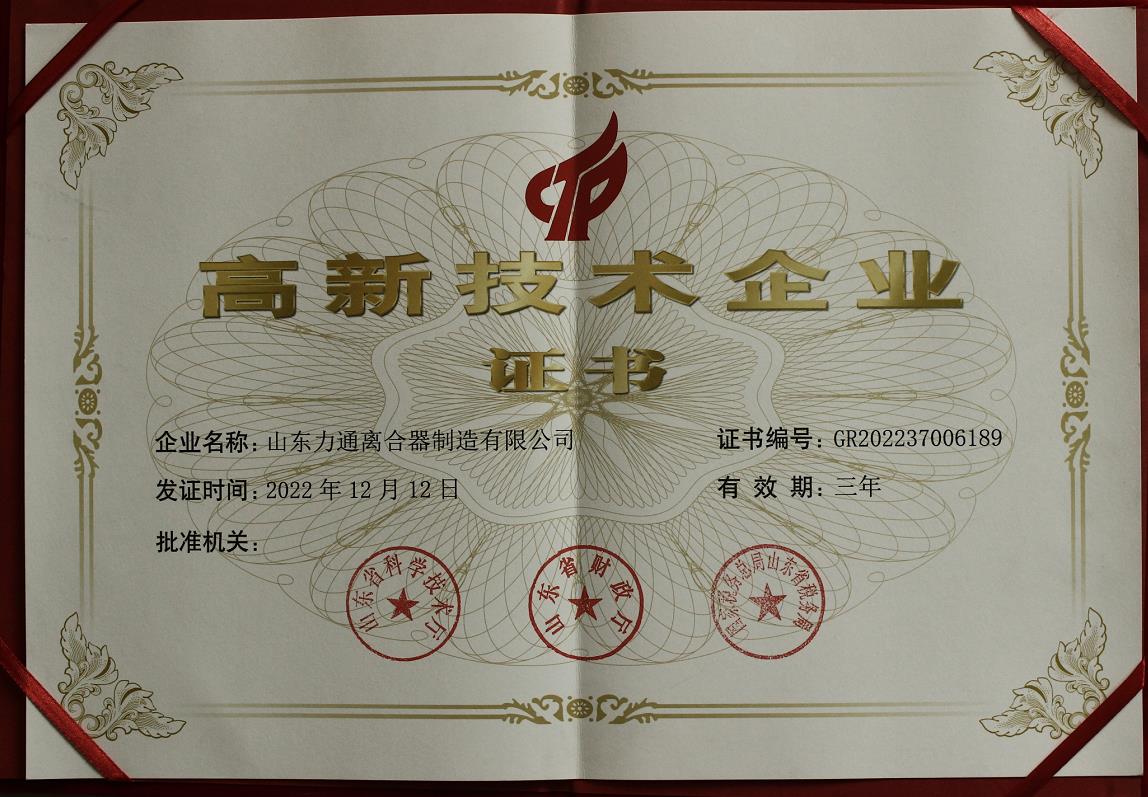 高新技术企业
证书
企业名称：山东力通离合器制造有限公司
证书编号：GR202237006189
发证时间：2022年12月12日
有 效 期：三年
批准机关：
山东省科学技术厅
山东省财政厅
国家税务总局山东省税务局